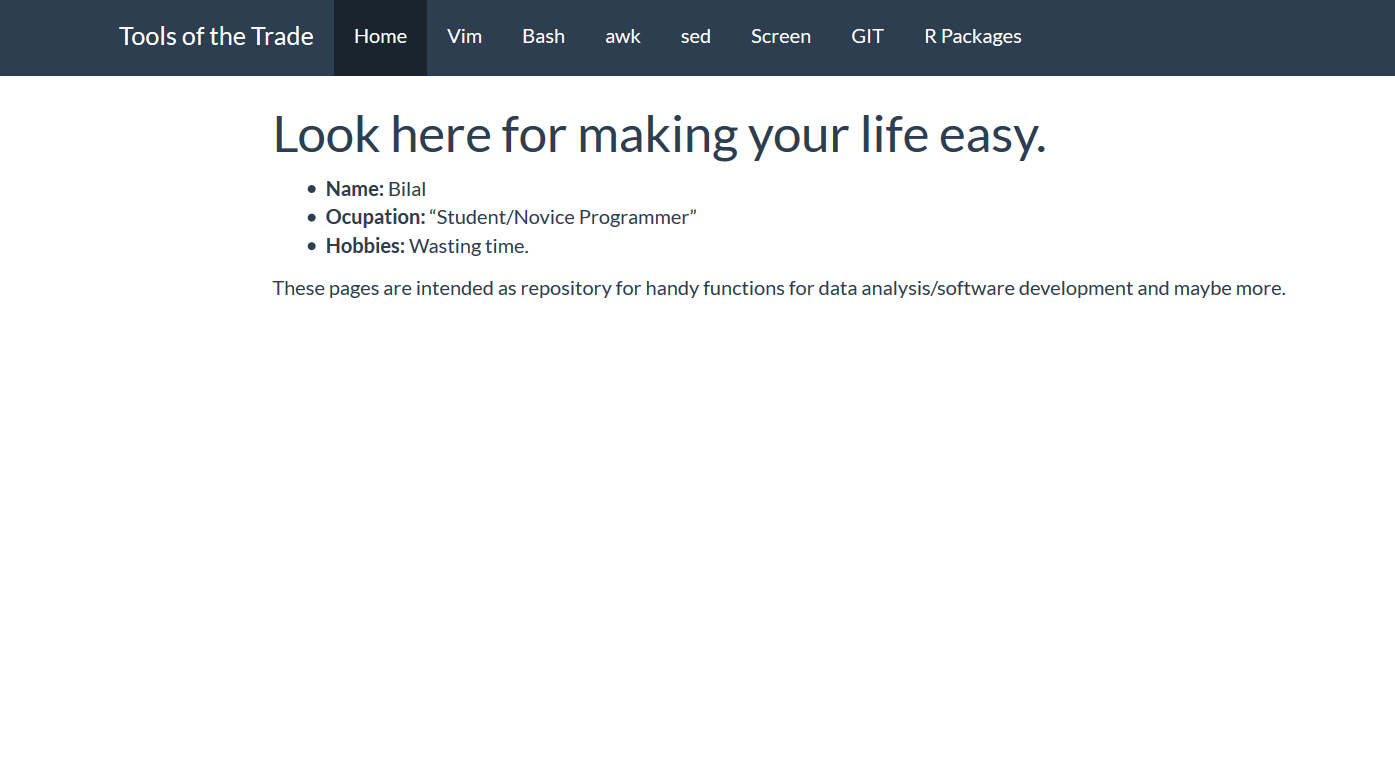 Tools of the Trade Home Vim Bash awk sed Screen GIT R Packages
Look here for making your life easy.
• Name: Bilal
• Ocupation: “Student/Novice Programmer”
• Hobbies: Wasting time.
These pages are intended as repository for handy functions for data analysis/software development and maybe more.